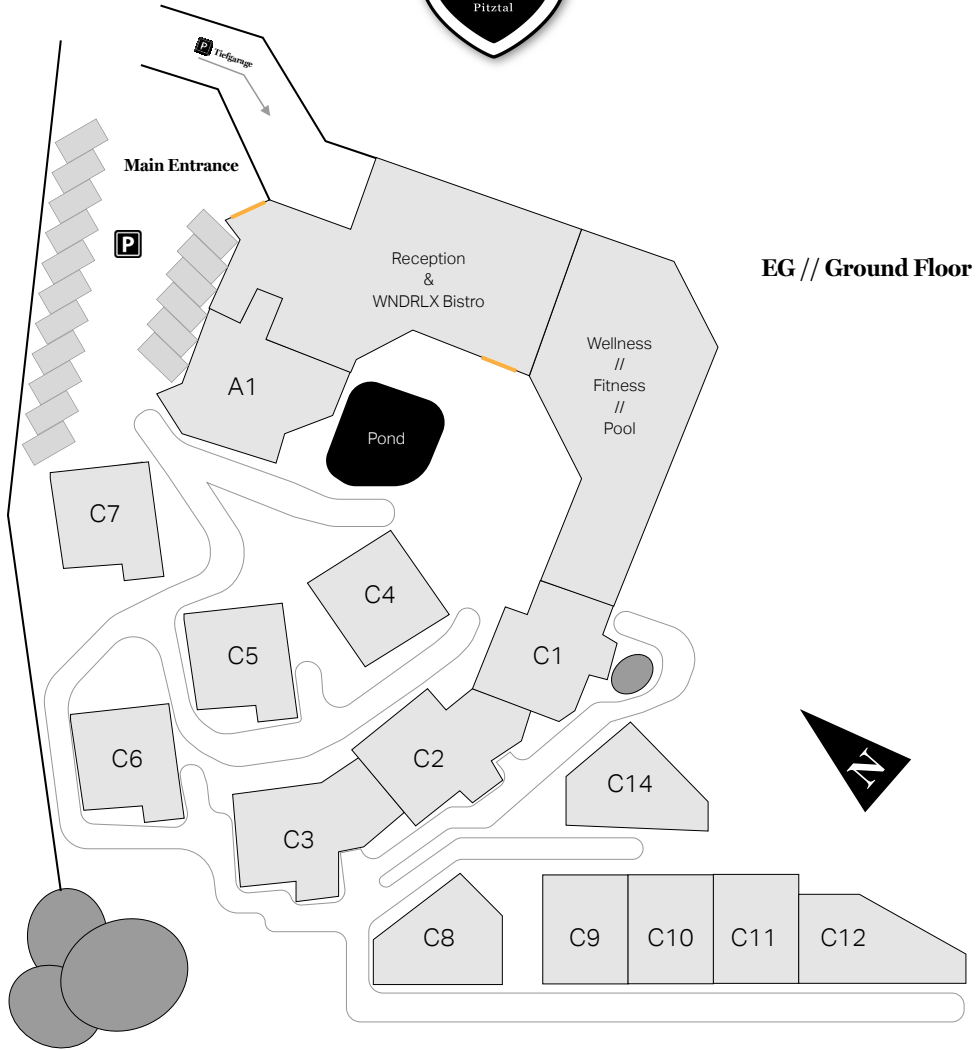 Pitztal
P Tiefgarage
Main Entrance
P
Reception
&
WNDRLX Bistro
EG // Ground Floor
Wellness
//
Fitness
//
Pool
A1
Pond
C7
C4
C5
C1
C6
C2
C14
N
C3
C8
C9
C10
C11
C12